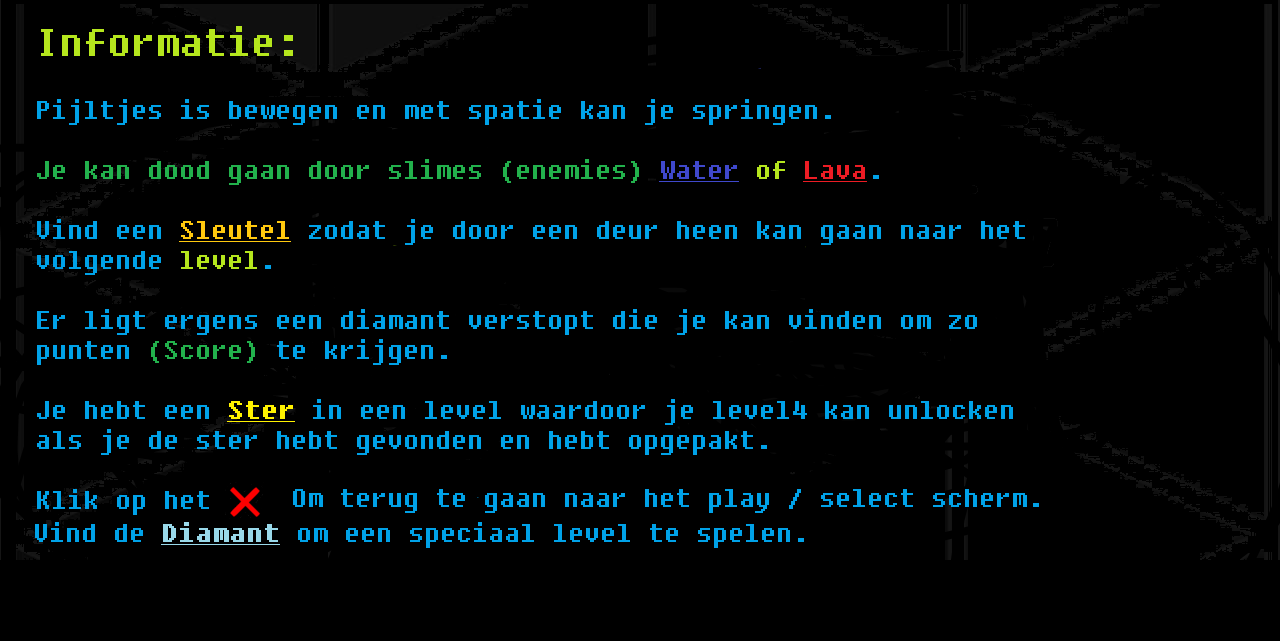 Informatie:
Pijltjes is bewegen en met spatie kan je springen.
Je kan dood gaan door slimes (enemies) Water of Lava.
Vind een Sleutel zodat je door een deur heen kan gaan naar het
volgende level.
Er ligt ergens een diamant verstopt die je kan vinden om zo
punten (Score) te krijgen.
Je hebt een Ster in een level waardoor je level4 kan unlocken
als je de ster hebt gevonden en hebt opgepakt.
Klik op het ❌ Om terug te gaan naar het play / select scherm.
Vind de Diamant om een speciaal level te spelen.